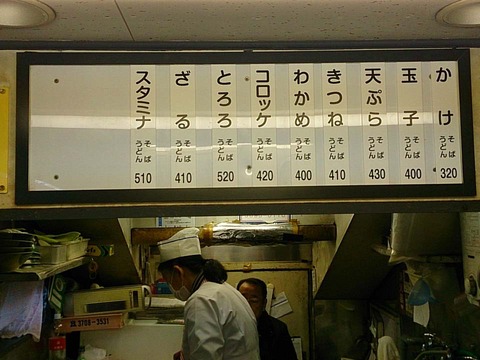 かけ そば うどん 320
玉子 そば うどん 400
天ぷら そば うどん 430
きつね そば うどん 410
わかめ そば うどん 400
コロッケ そば うどん 420
とろろ そば うどん 520
ざる そば うどん 410
スタミナ そば うどん 510
3708-3531